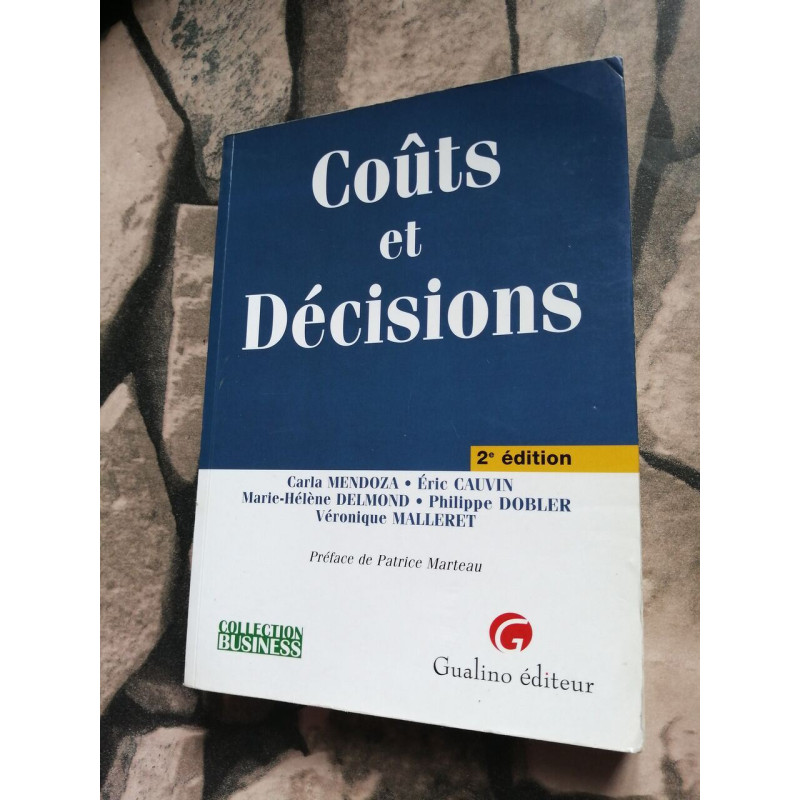 Coûts
et
Décisions
2e édition
Carla MENDOZA • Éric CAUVIN
Marie-Hélène DELMOND • Philippe DOBLER
Véronique MALLERET
Préface de Patrice Marteau
COLLECTION
BUSINESS
G
Gualino éditeur